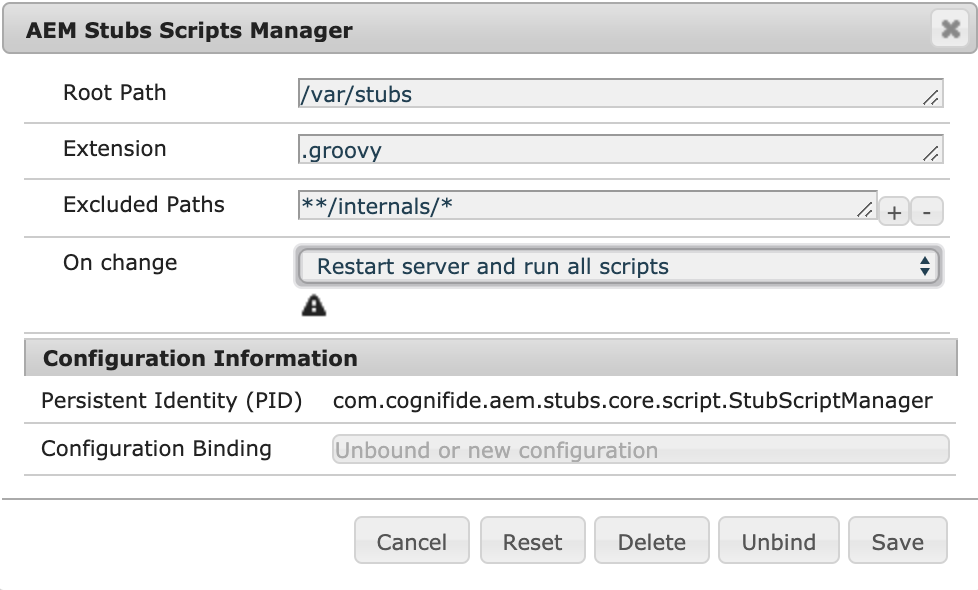 AEM Stubs Scripts Manager
Root Path /var/stubs
Extension .groovy
Excluded Paths **/internals/* + -
On change Restart server and run all scripts
Configuration Information
Persistent Identity (PID) com.cognifide.aem.stubs.core.script.StubScriptManager
Configuration Binding Unbound or new configuration
Cancel Reset Delete Unbind Save